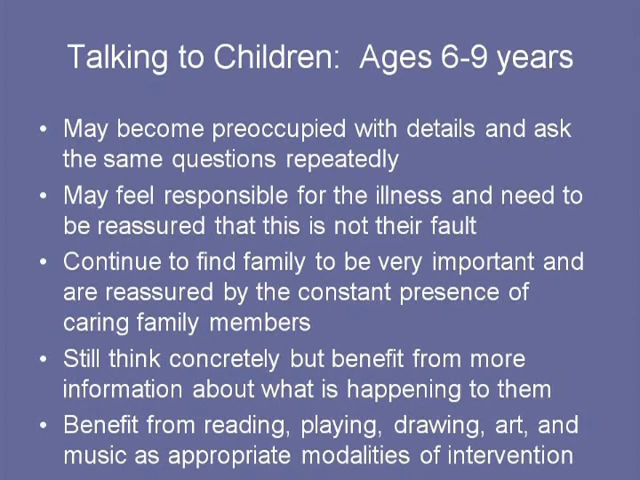 Talking to Children:  Ages 6-9 years
• May become preoccupied with details and ask
the same questions repeatedly
• May feel responsible for the illness and need to
be reassured that this is not their fault
• Continue to find family to be very important and
are reassured by the constant presence of
caring family members
• Still think concretely but benefit from more
information about what is happening to them
• Benefit from reading, playing, drawing, art, and
music as appropriate modalities of intervention